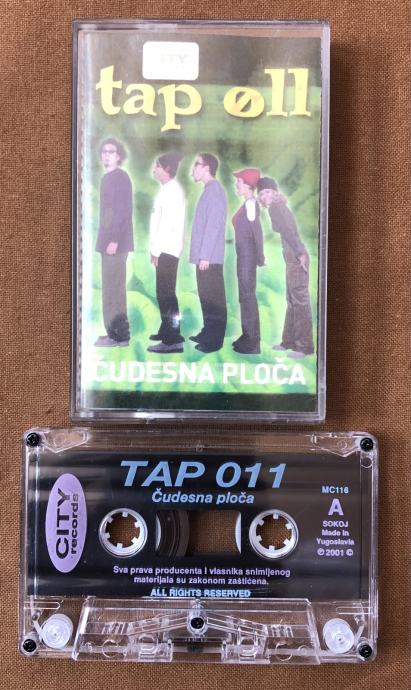 CITY
tap øll
ČUDESNA PLOČA
CITY
records
TAP 011
Čudesna ploča
MC116
A
SOKOJ
Made in
Yugoslavia
℗ 2001 ©
Sva prava producenta i vlasnika snimljenog
materijala su zakonom zaštićena.
ALL RIGHTS RESERVED